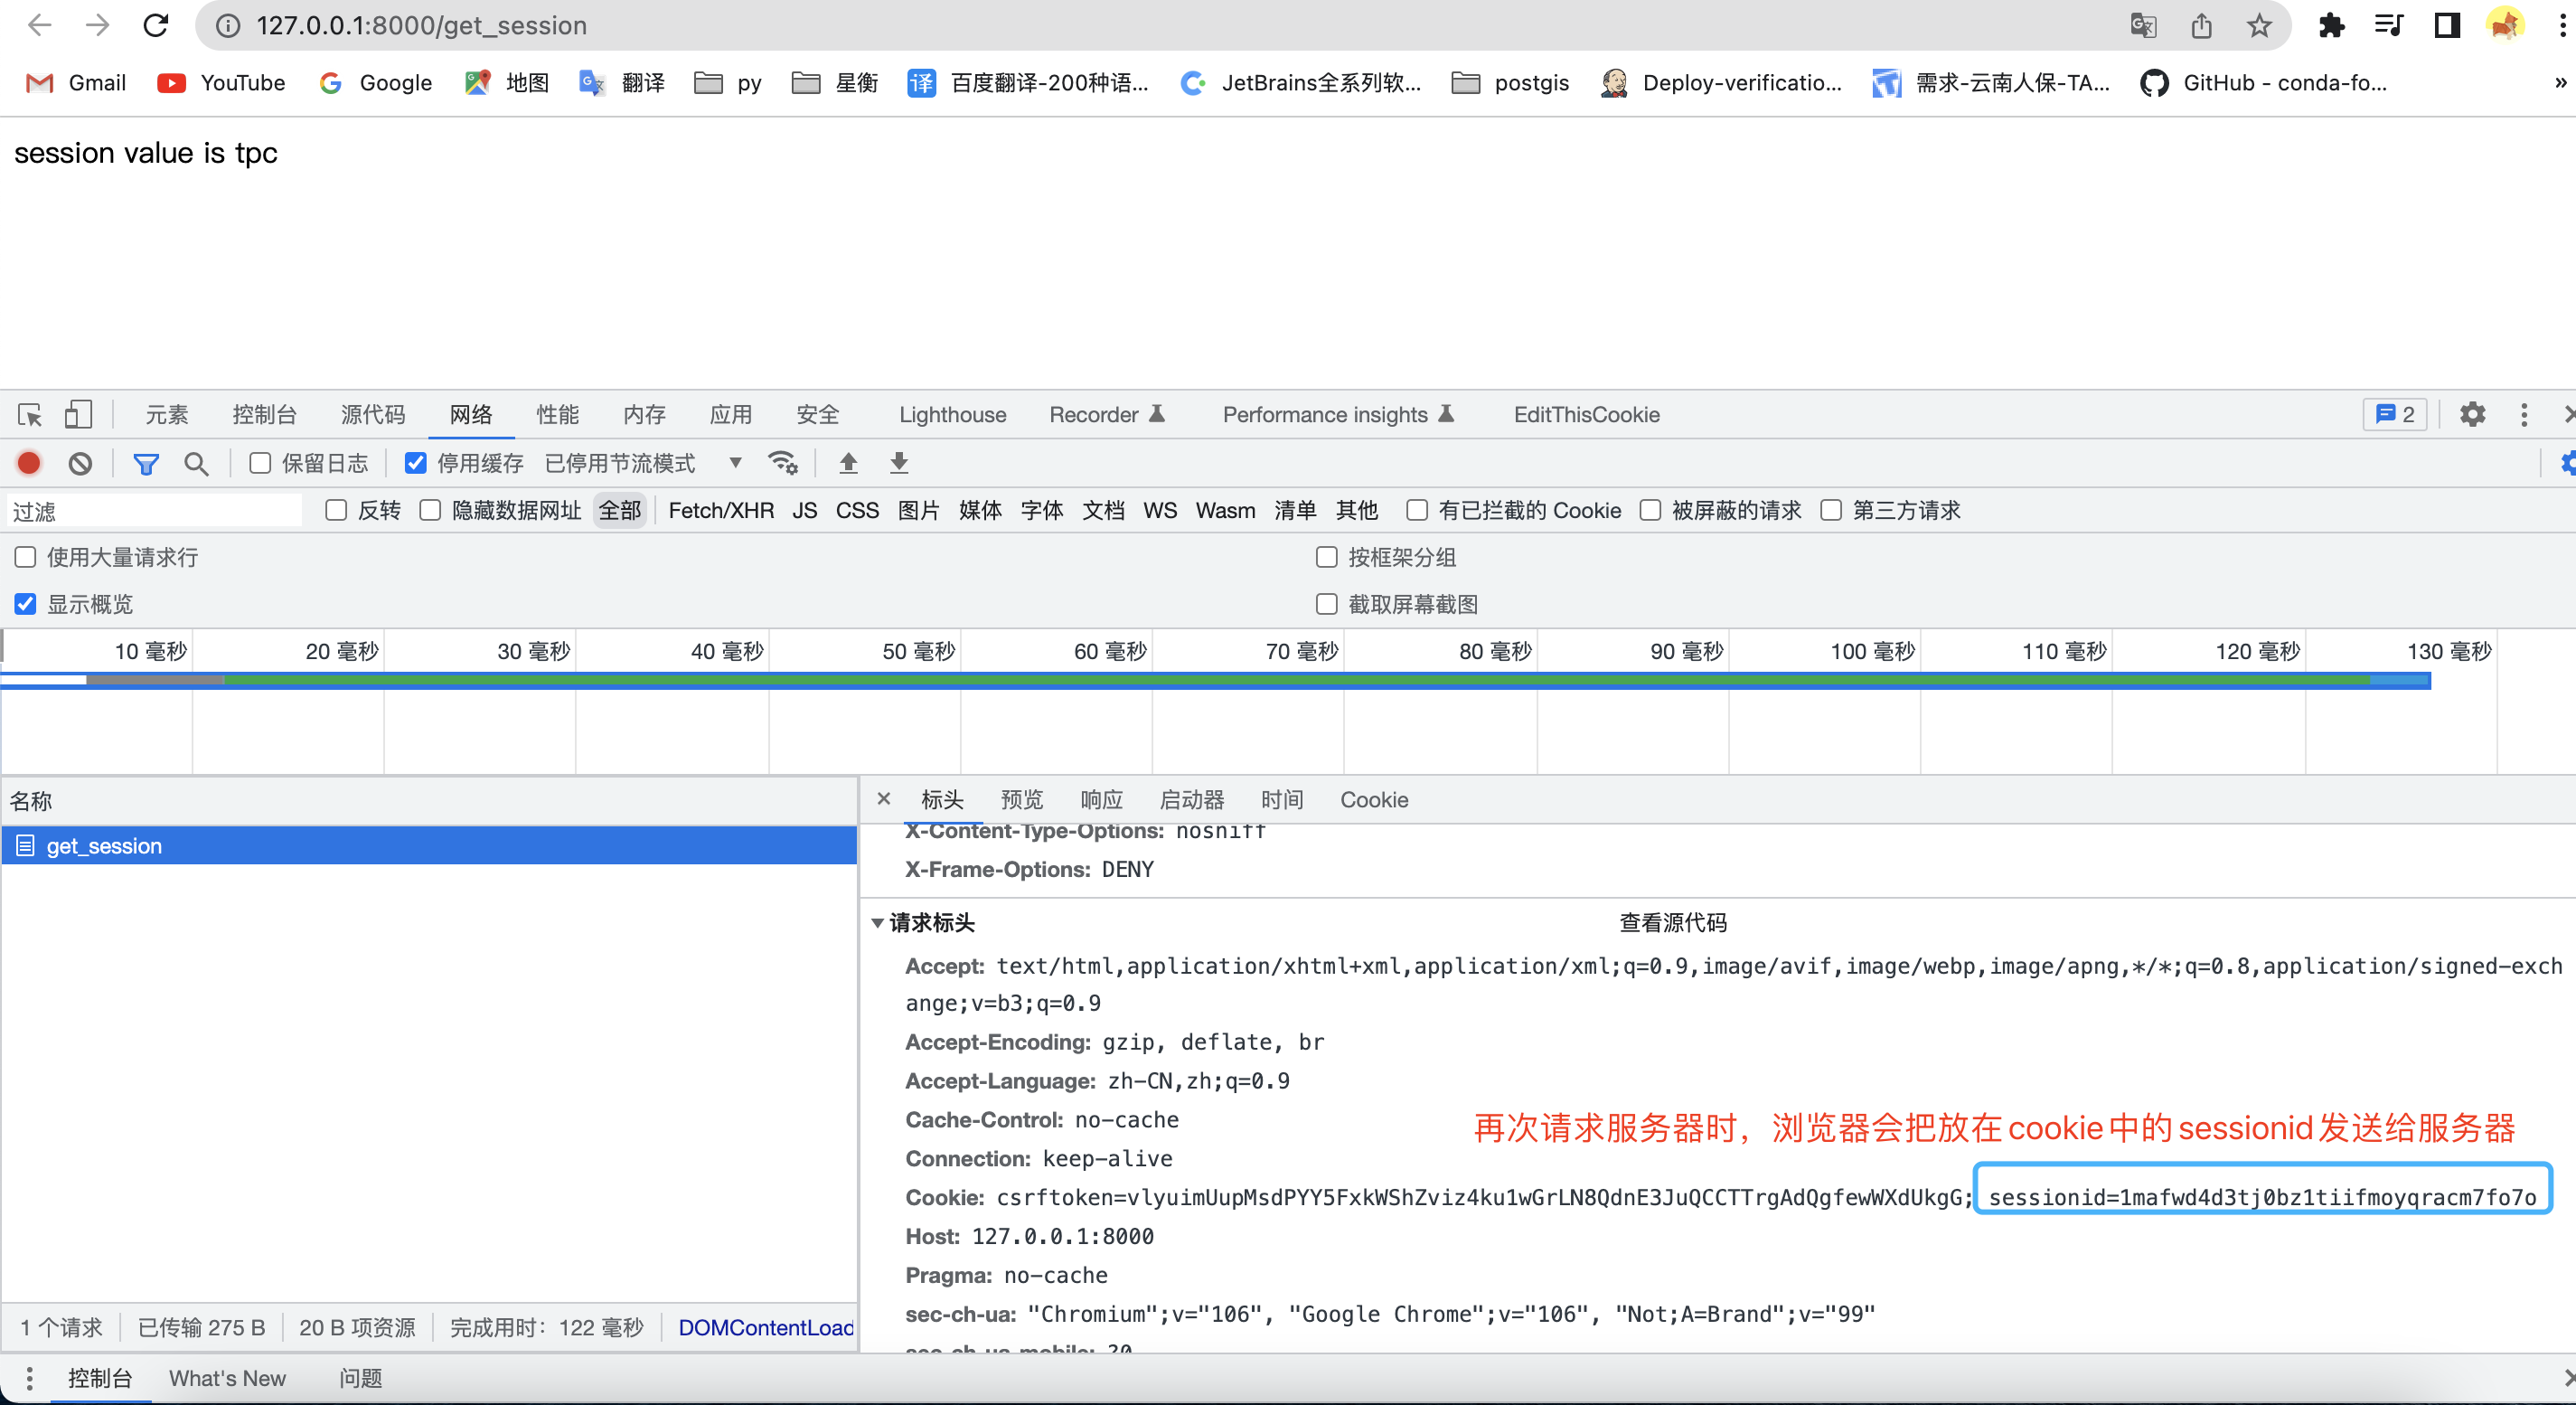 127.0.0.1:8000/get_session
Gmail YouTube Google 地图 翻译 py 星衡 译 百度翻译-200种语... JetBrains全系列软... postgis Deploy-verificatio... 需求-云南人保-TA... GitHub - conda-fo... »
session value is tpc
元素 控制台 源代码 网络 性能 内存 应用 安全 Lighthouse Recorder Performance insights EditThisCookie 2
保留日志 停用缓存 已停用节流模式
过滤 反转 隐藏数据网址 全部 Fetch/XHR JS CSS 图片 媒体 字体 文档 WS Wasm 清单 其他 有已拦截的 Cookie 被屏蔽的请求 第三方请求
使用大量请求行 按框架分组
显示概览 截取屏幕截图
10 毫秒 20 毫秒 30 毫秒 40 毫秒 50 毫秒 60 毫秒 70 毫秒 80 毫秒 90 毫秒 100 毫秒 110 毫秒 120 毫秒 130 毫秒
名称
get_session
× 标头 预览 响应 启动器 时间 Cookie
X-Content-Type-Options: nosniff
X-Frame-Options: DENY
请求标头 查看源代码
Accept: text/html,application/xhtml+xml,application/xml;q=0.9,image/avif,image/webp,image/apng,*/*;q=0.8,application/signed-exch
ange;v=b3;q=0.9
Accept-Encoding: gzip, deflate, br
Accept-Language: zh-CN,zh;q=0.9
Cache-Control: no-cache
再次请求服务器时，浏览器会把放在cookie中的sessionid发送给服务器
Connection: keep-alive
Cookie: csrftoken=vlyuimUupMsdPYY5FxkWShZviz4ku1wGrLN8QdnE3JuQCCTTrgAdQgfewWXdUkgG; sessionid=1mafwd4d3tj0bz1tiifmoyqracm7fo7o
Host: 127.0.0.1:8000
Pragma: no-cache
sec-ch-ua: "Chromium";v="106", "Google Chrome";v="106", "Not;A=Brand";v="99"
sec-ch-ua-mobile: ?0
1 个请求 已传输 275 B 20 B 项资源 完成用时：122 毫秒 DOMContentLoad
控制台 What's New 问题